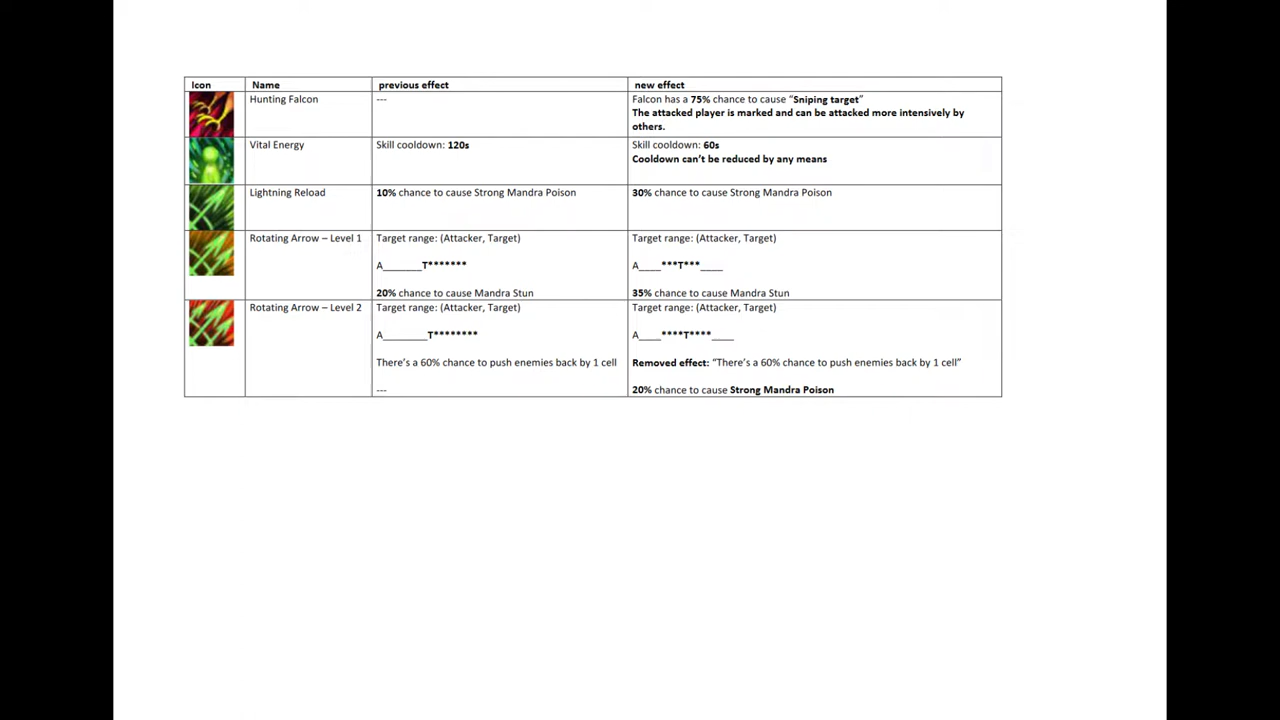 Icon Name previous effect new effect
Hunting Falcon --- Falcon has a 75% chance to cause “Sniping target”
The attacked player is marked and can be attacked more intensively by
others.
Vital Energy Skill cooldown: 120s Skill cooldown: 60s
Cooldown can’t be reduced by any means
Lightning Reload 10% chance to cause Strong Mandra Poison 30% chance to cause Strong Mandra Poison
Rotating Arrow – Level 1 Target range: (Attacker, Target) Target range: (Attacker, Target)
A_______T******* A____***T***____
20% chance to cause Mandra Stun 35% chance to cause Mandra Stun
Rotating Arrow – Level 2 Target range: (Attacker, Target) Target range: (Attacker, Target)
A________T******** A____****T****____
There’s a 60% chance to push enemies back by 1 cell Removed effect: “There’s a 60% chance to push enemies back by 1 cell”
--- 20% chance to cause Strong Mandra Poison